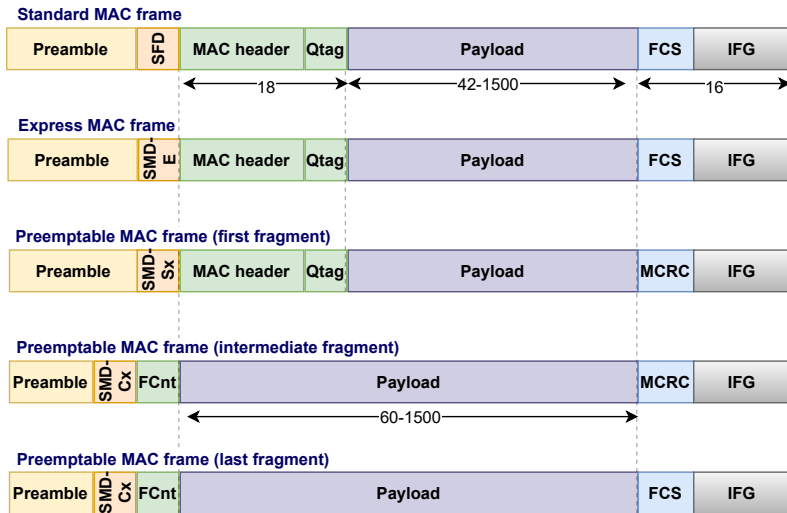 Standard MAC frame
Preamble SFD MAC header Qtag Payload FCS IFG
18 42-1500 16
Express MAC frame
Preamble SMD-E MAC header Qtag Payload FCS IFG
Preemptable MAC frame (first fragment)
Preamble SMD-Sx MAC header Qtag Payload MCRC IFG
Preemptable MAC frame (intermediate fragment)
Preamble SMD-Cx FCnt Payload MCRC IFG
60-1500
Preemptable MAC frame (last fragment)
Preamble SMD-Cx FCnt Payload FCS IFG